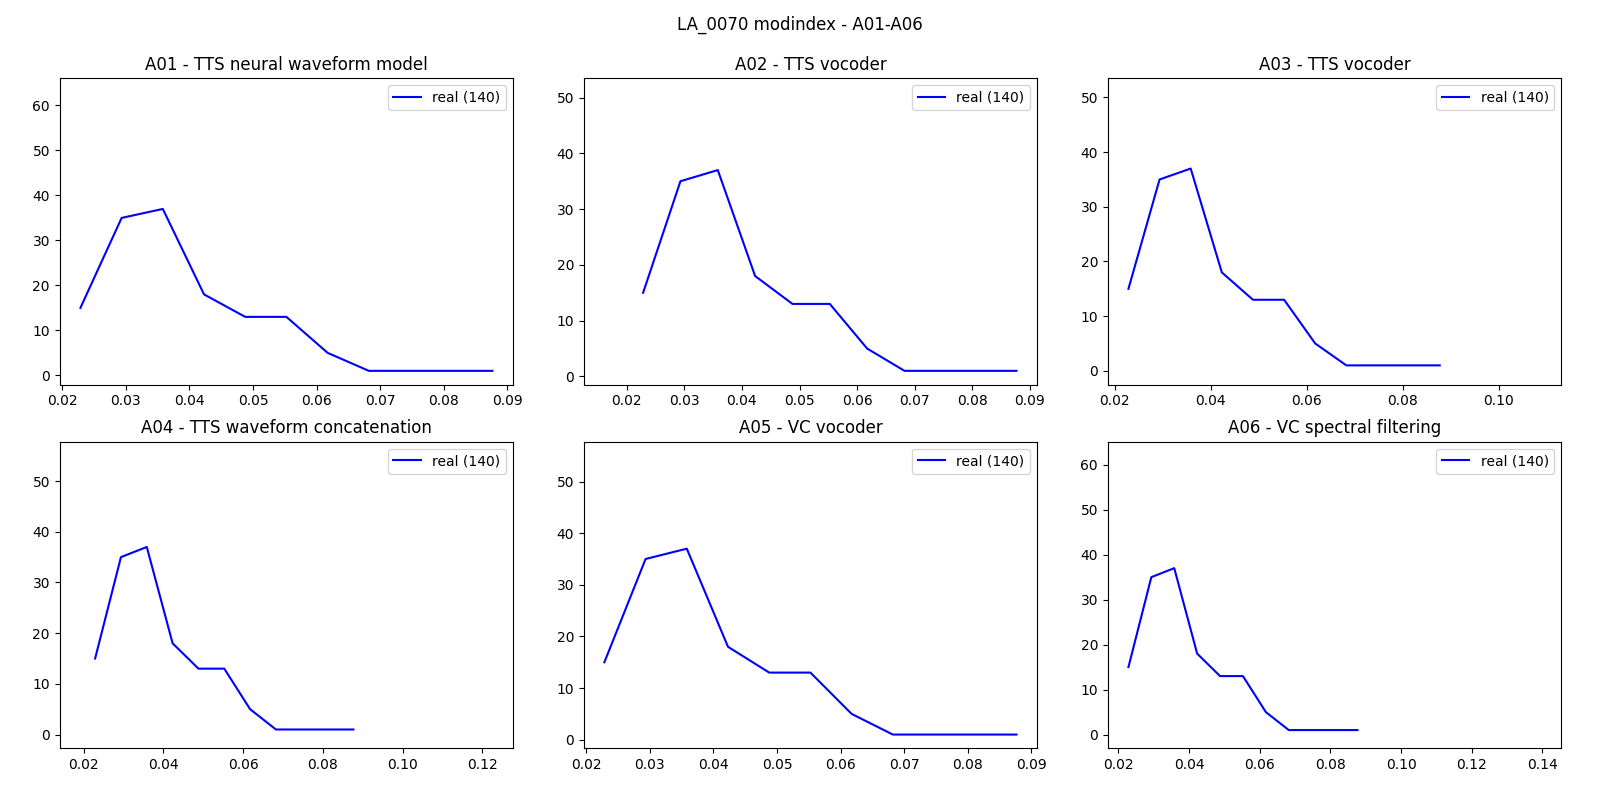 LA_0070 modindex - A01-A06
A01 - TTS neural waveform model
real (140)
60
50
40
30
20
10
0
0.02 0.03 0.04 0.05 0.06 0.07 0.08 0.09
A02 - TTS vocoder
real (140)
50
40
30
20
10
0
0.02 0.03 0.04 0.05 0.06 0.07 0.08 0.09
A03 - TTS vocoder
real (140)
50
40
30
20
10
0
0.02 0.04 0.06 0.08 0.10
A04 - TTS waveform concatenation
real (140)
50
40
30
20
10
0
0.02 0.04 0.06 0.08 0.10 0.12
A05 - VC vocoder
real (140)
50
40
30
20
10
0
0.02 0.03 0.04 0.05 0.06 0.07 0.08 0.09
A06 - VC spectral filtering
real (140)
60
50
40
30
20
10
0
0.02 0.04 0.06 0.08 0.10 0.12 0.14